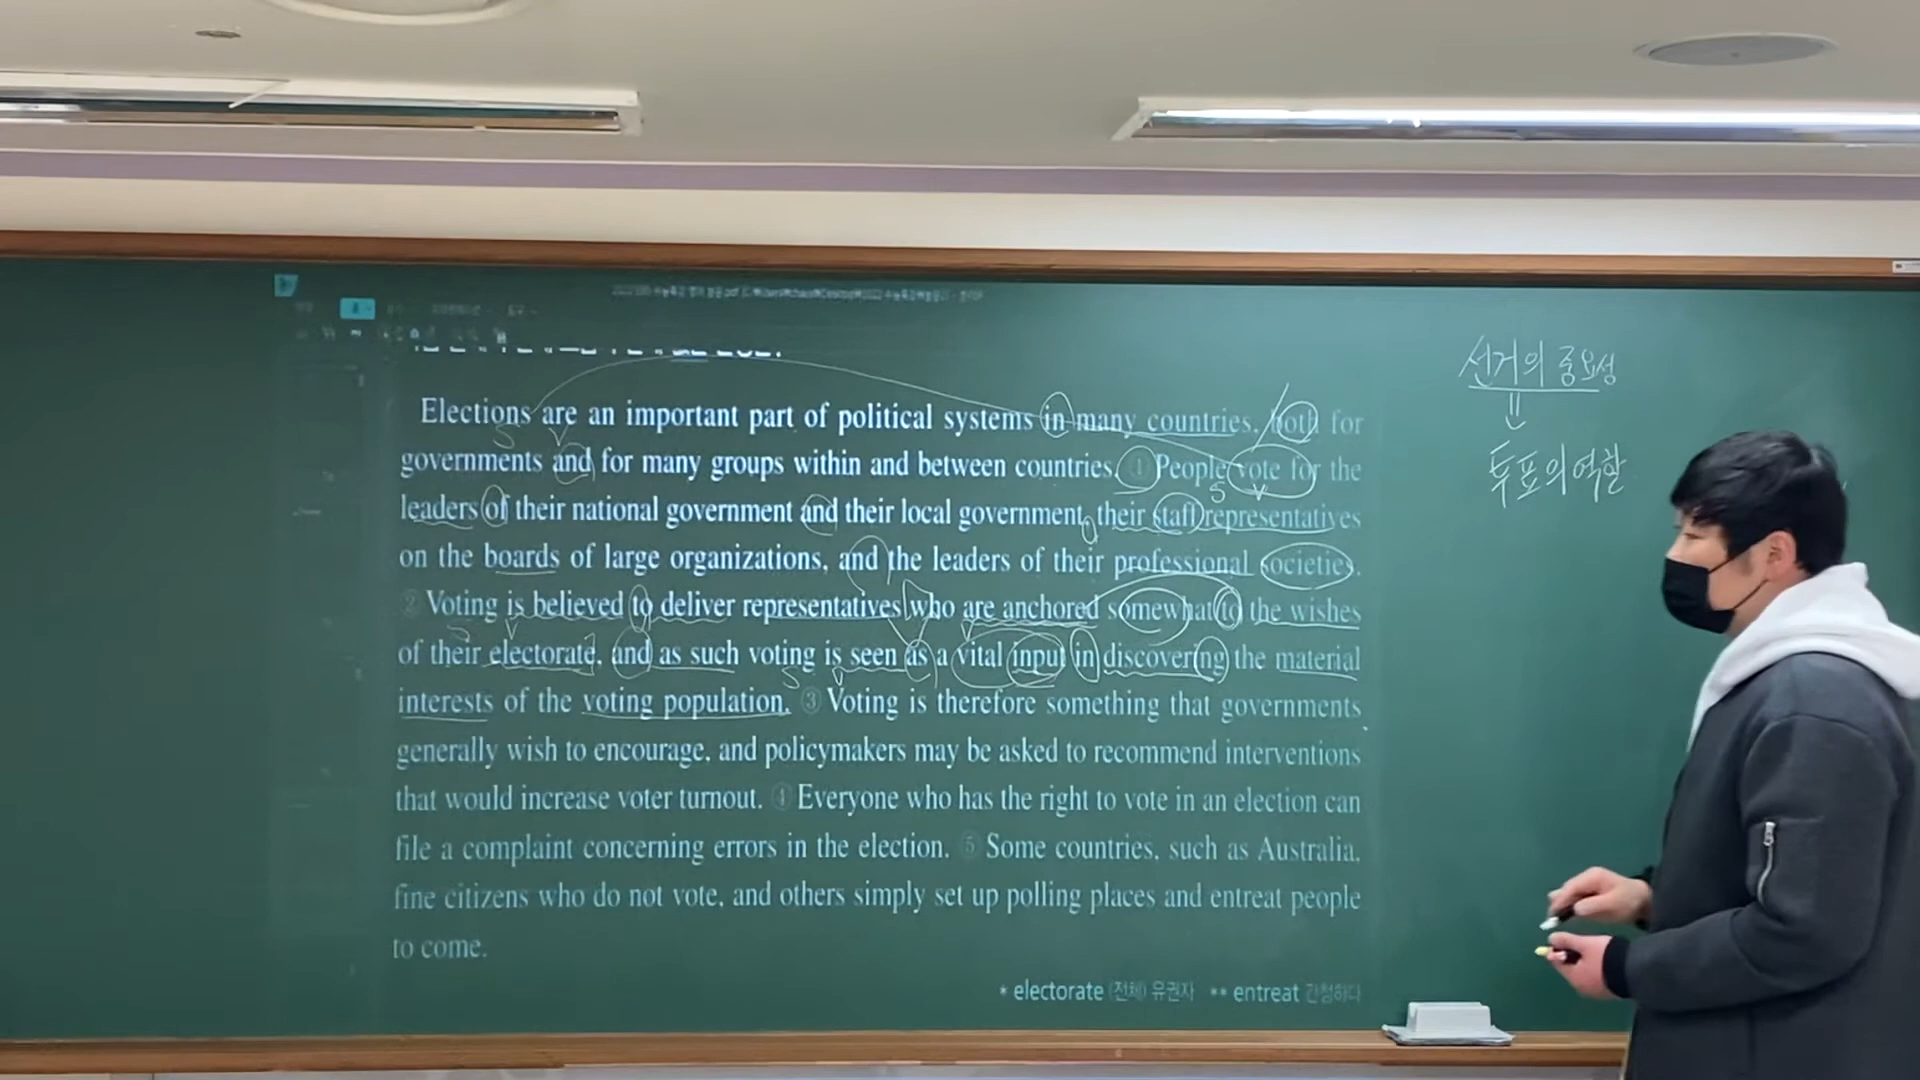 Elections are an important part of political systems in many countries, both for
governments and for many groups within and between countries. ① People vote for the
leaders of their national government and their local government, their staff representatives
on the boards of large organizations, and the leaders of their professional societies.
② Voting is believed to deliver representatives who are anchored somewhat to the wishes
of their electorate, and as such voting is seen as a vital input in discovering the material
interests of the voting population. ③ Voting is therefore something that governments
generally wish to encourage, and policymakers may be asked to recommend interventions
that would increase voter turnout. ④ Everyone who has the right to vote in an election can
file a complaint concerning errors in the election. ⑤ Some countries, such as Australia,
fine citizens who do not vote, and others simply set up polling places and entreat people
to come.
* electorate (전체) 유권자 ** entreat 간청하다
선거의 중요성
투표의 역할